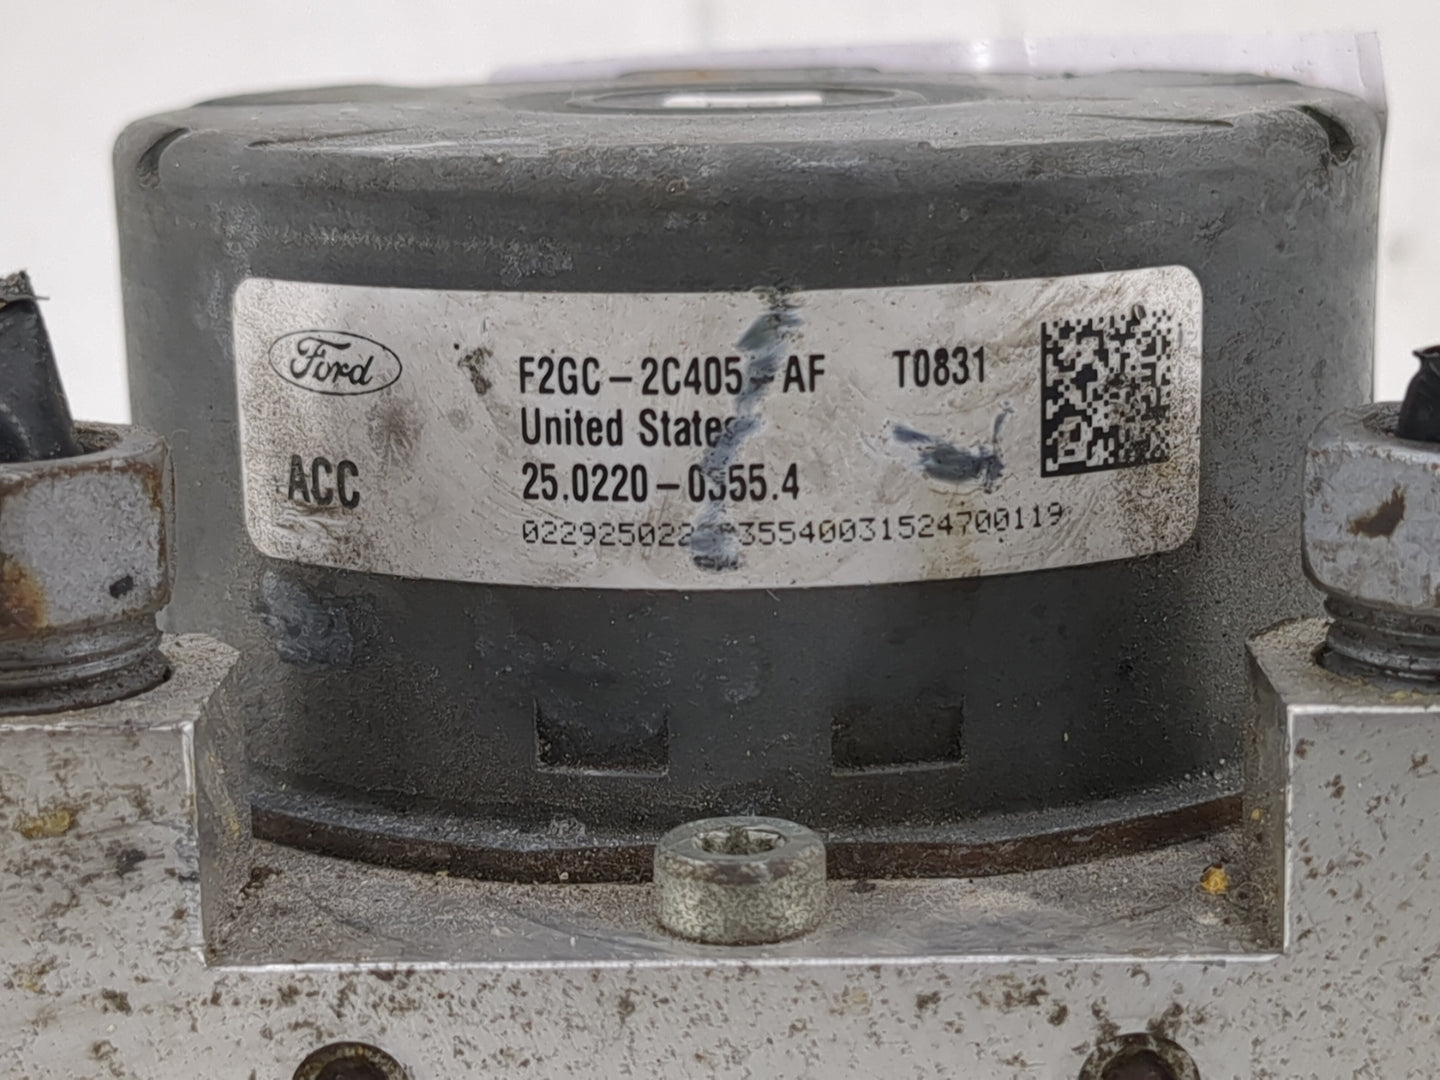 Ford
F2GC-2C405-AF T0831
United States
ACC
25.0220-0355.4